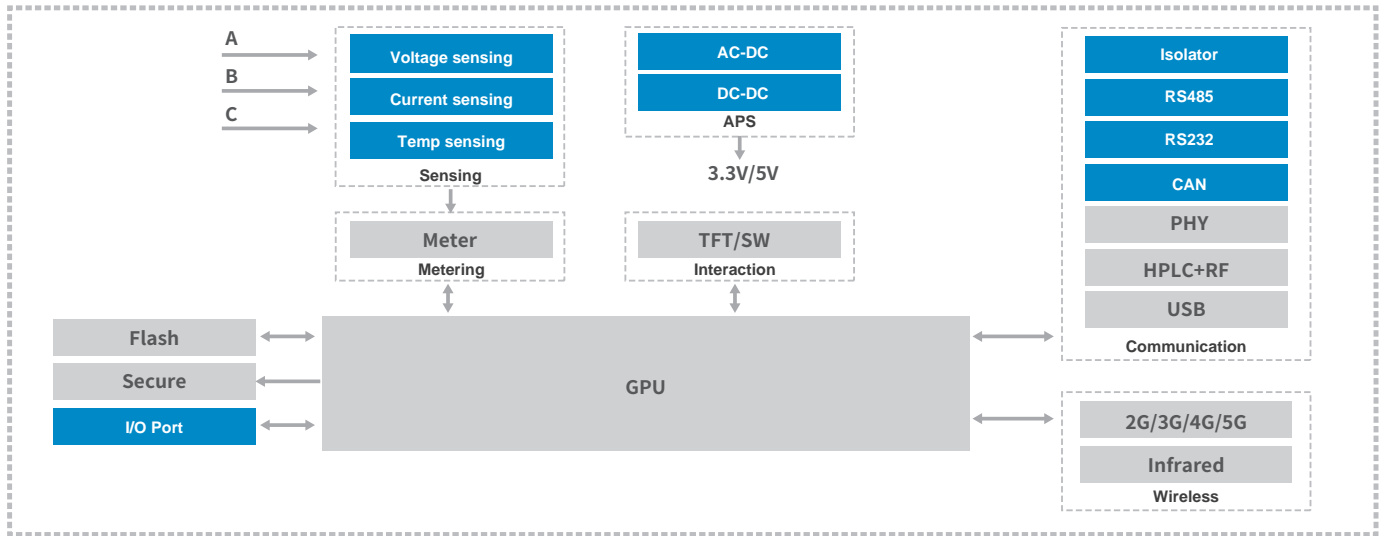 A
B
C
Voltage sensing
Current sensing
Temp sensing
Sensing
AC-DC
DC-DC
APS
3.3V/5V
Isolator
RS485
RS232
CAN
PHY
HPLC+RF
USB
Communication
Meter
Metering
TFT/SW
Interaction
Flash
Secure
I/O Port
GPU
2G/3G/4G/5G
Infrared
Wireless